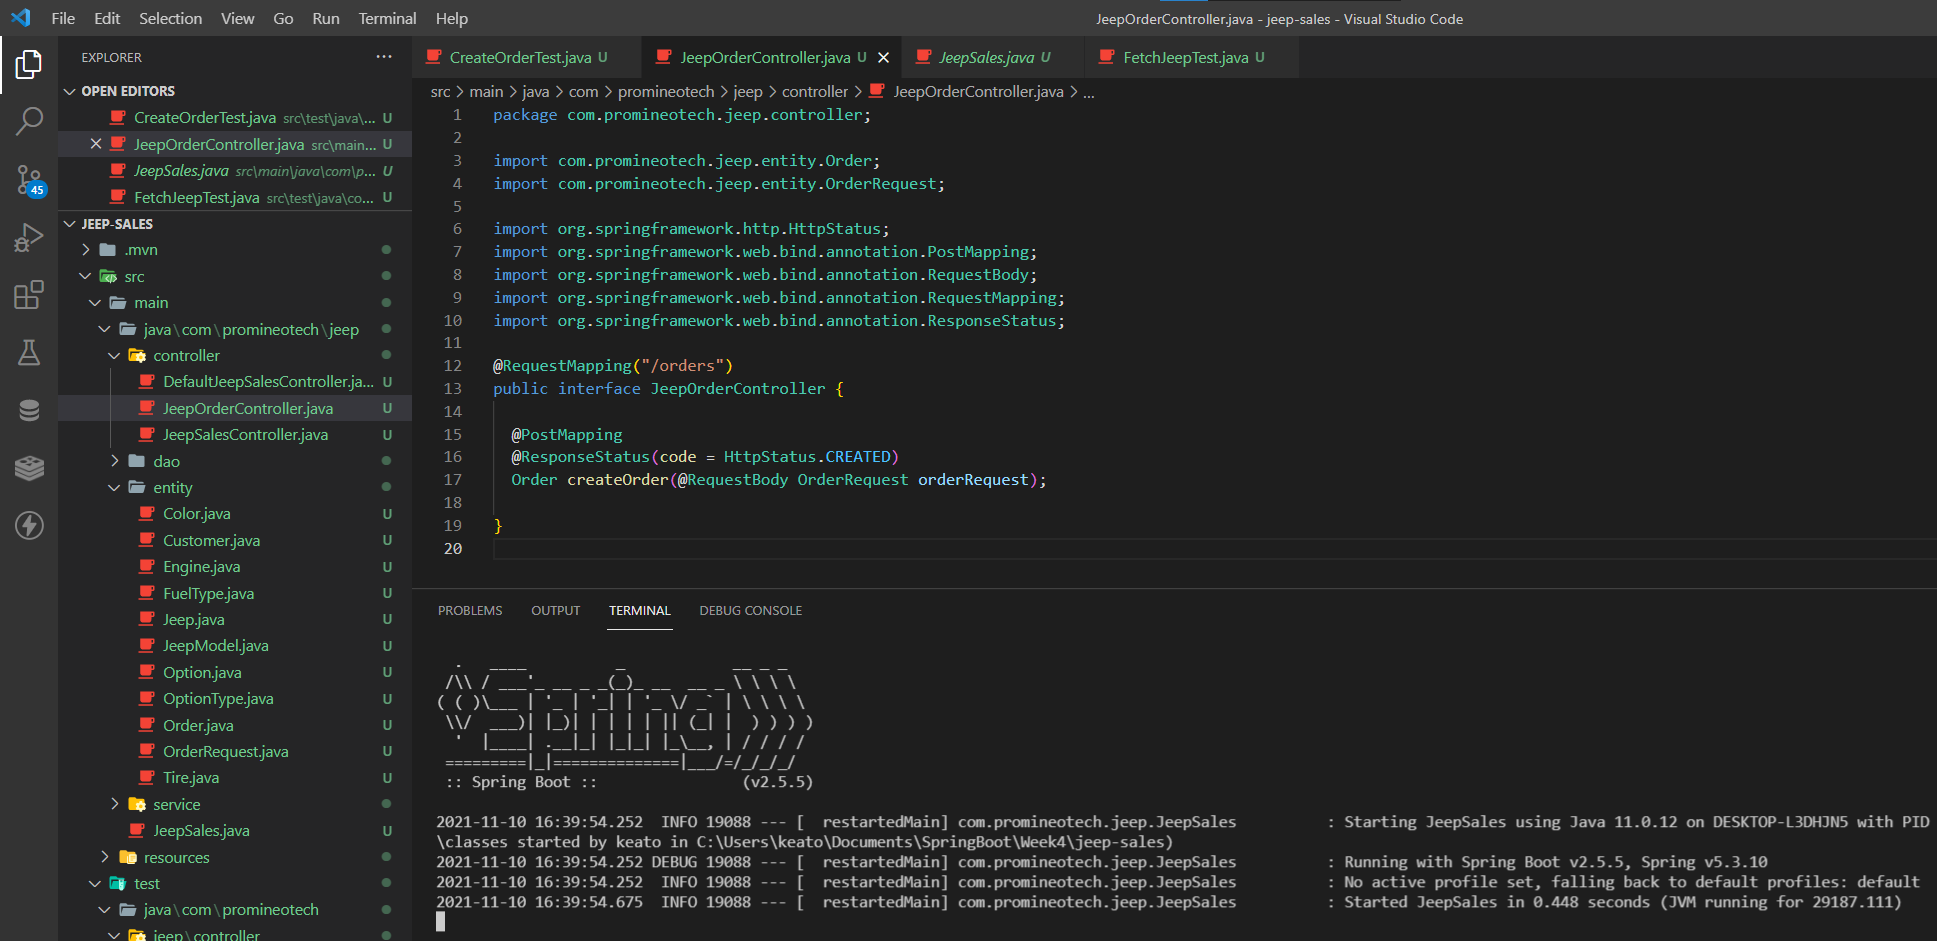 File Edit Selection View Go Run Terminal Help
JeepOrderController.java - jeep-sales - Visual Studio Code
EXPLORER ...
OPEN EDITORS
CreateOrderTest.java src\test\java\... U
JeepOrderController.java src\main... U
JeepSales.java src\main\java\com\p... U
FetchJeepTest.java src\test\java\co... U
45
JEEP-SALES
.mvn
src
main
java\com\promineotech\jeep
controller
DefaultJeepSalesController.ja... U
JeepOrderController.java U
JeepSalesController.java U
dao
entity
Color.java U
Customer.java U
Engine.java U
FuelType.java U
Jeep.java U
JeepModel.java U
Option.java U
OptionType.java U
Order.java U
OrderRequest.java U
Tire.java U
service
JeepSales.java U
resources
test
java\com\promineotech
jeep\controller
CreateOrderTest.java U JeepOrderController.java U JeepSales.java U FetchJeepTest.java U
src > main > java > com > promineotech > jeep > controller > JeepOrderController.java > ...
1 package com.promineotech.jeep.controller;
2
3 import com.promineotech.jeep.entity.Order;
4 import com.promineotech.jeep.entity.OrderRequest;
5
6 import org.springframework.http.HttpStatus;
7 import org.springframework.web.bind.annotation.PostMapping;
8 import org.springframework.web.bind.annotation.RequestBody;
9 import org.springframework.web.bind.annotation.RequestMapping;
10 import org.springframework.web.bind.annotation.ResponseStatus;
11
12 @RequestMapping("/orders")
13 public interface JeepOrderController {
14
15 @PostMapping
16 @ResponseStatus(code = HttpStatus.CREATED)
17 Order createOrder(@RequestBody OrderRequest orderRequest);
18
19 }
20
PROBLEMS OUTPUT TERMINAL DEBUG CONSOLE
Spring
:: Spring Boot :: (v2.5.5)
2021-11-10 16:39:54.252 INFO 19088 --- [ restartedMain] com.promineotech.jeep.JeepSales : Starting JeepSales using Java 11.0.12 on DESKTOP-L3DHJN5 with PID
\classes started by keato in C:\Users\keato\Documents\SpringBoot\Week4\jeep-sales)
2021-11-10 16:39:54.252 DEBUG 19088 --- [ restartedMain] com.promineotech.jeep.JeepSales : Running with Spring Boot v2.5.5, Spring v5.3.10
2021-11-10 16:39:54.252 INFO 19088 --- [ restartedMain] com.promineotech.jeep.JeepSales : No active profile set, falling back to default profiles: default
2021-11-10 16:39:54.675 INFO 19088 --- [ restartedMain] com.promineotech.jeep.JeepSales : Started JeepSales in 0.448 seconds (JVM running for 29187.111)